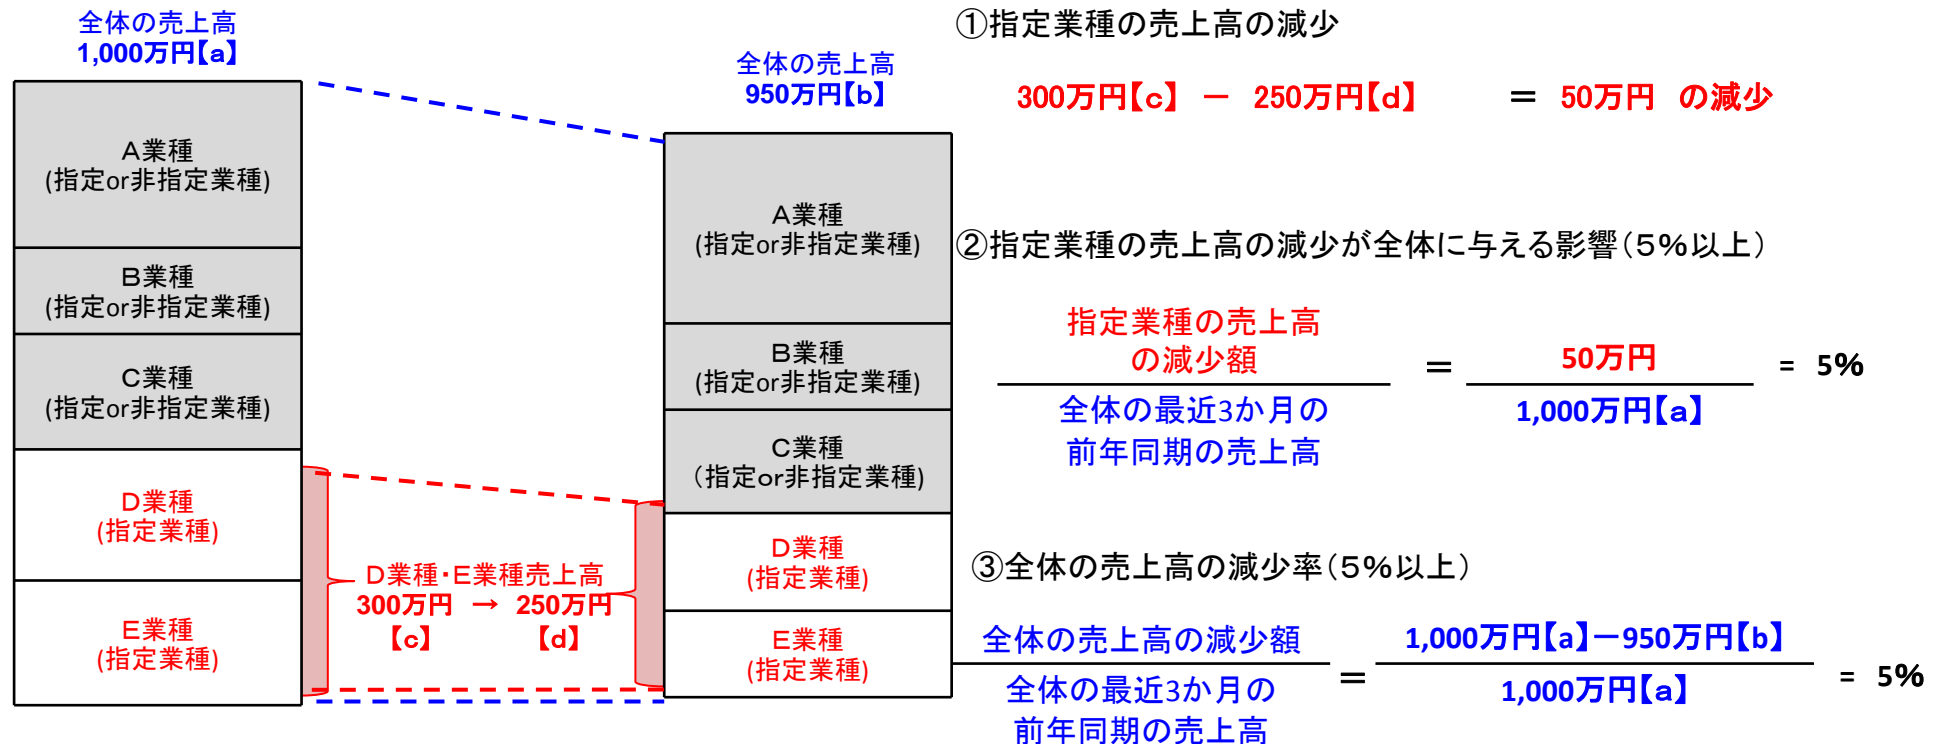 全体の売上高
1,000万円【a】
A業種
(指定or非指定業種)
B業種
(指定or非指定業種)
C業種
(指定or非指定業種)
D業種
(指定業種)
E業種
(指定業種)
D業種・E業種売上高
300万円 → 250万円
【c】 【d】
全体の売上高
950万円【b】
A業種
(指定or非指定業種)
B業種
(指定or非指定業種)
C業種
（指定or非指定業種)
D業種
(指定業種)
E業種
(指定業種)
①指定業種の売上高の減少
300万円【c】 － 250万円【d】 ＝ 50万円 の減少
②指定業種の売上高の減少が全体に与える影響（５％以上）
指定業種の売上高
の減少額
＝ 50万円 = 5%
全体の最近3か月の
前年同期の売上高
1,000万円【a】
③全体の売上高の減少率（５％以上）
全体の売上高の減少額 ＝ 1,000万円【a】－950万円【b】 = 5%
全体の最近3か月の
前年同期の売上高
1,000万円【a】